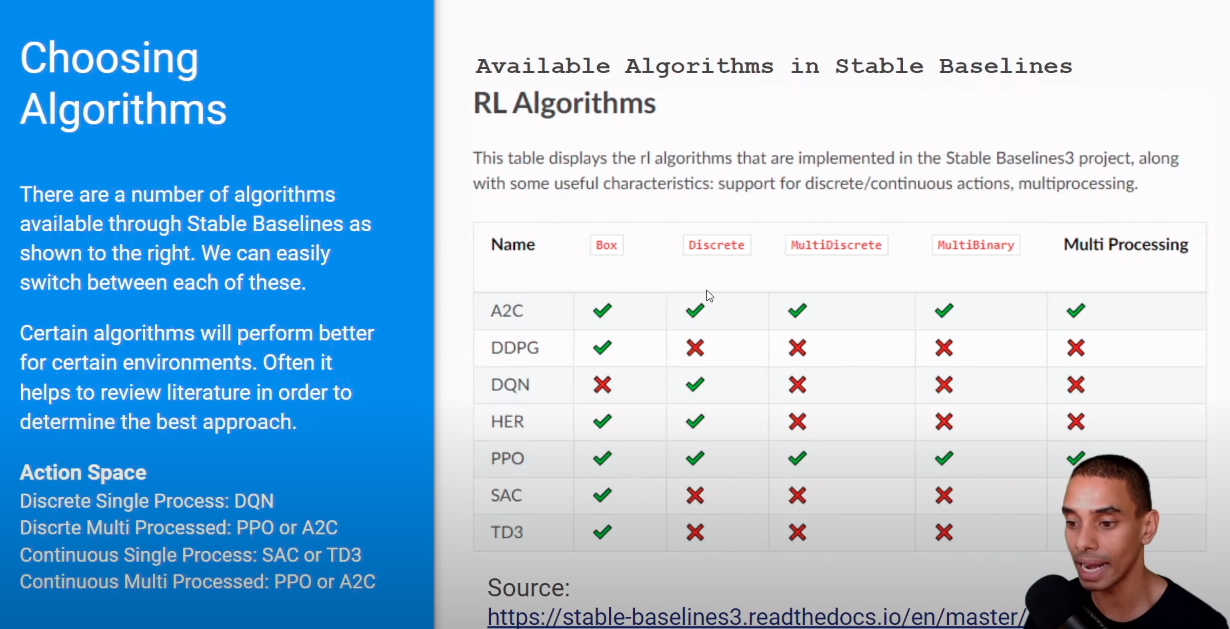 Choosing
Algorithms
There are a number of algorithms
available through Stable Baselines as
shown to the right. We can easily
switch between each of these.
Certain algorithms will perform better
for certain environments. Often it
helps to review literature in order to
determine the best approach.
Action Space
Discrete Single Process: DQN
Discrte Multi Processed: PPO or A2C
Continuous Single Process: SAC or TD3
Continuous Multi Processed: PPO or A2C
Available Algorithms in Stable Baselines
RL Algorithms
This table displays the rl algorithms that are implemented in the Stable Baselines3 project, along
with some useful characteristics: support for discrete/continuous actions, multiprocessing.
Name Box Discrete MultiDiscrete MultiBinary Multi Processing
A2C ✔ ✔ ✔ ✔ ✔
DDPG ✔ ❌ ❌ ❌ ❌
DQN ❌ ✔ ❌ ❌ ❌
HER ✔ ✔ ❌ ❌ ❌
PPO ✔ ✔ ✔ ✔ ✔
SAC ✔ ❌ ❌ ❌
TD3 ✔ ❌ ❌ ❌
Source:
https://stable-baselines3.readthedocs.io/en/master/